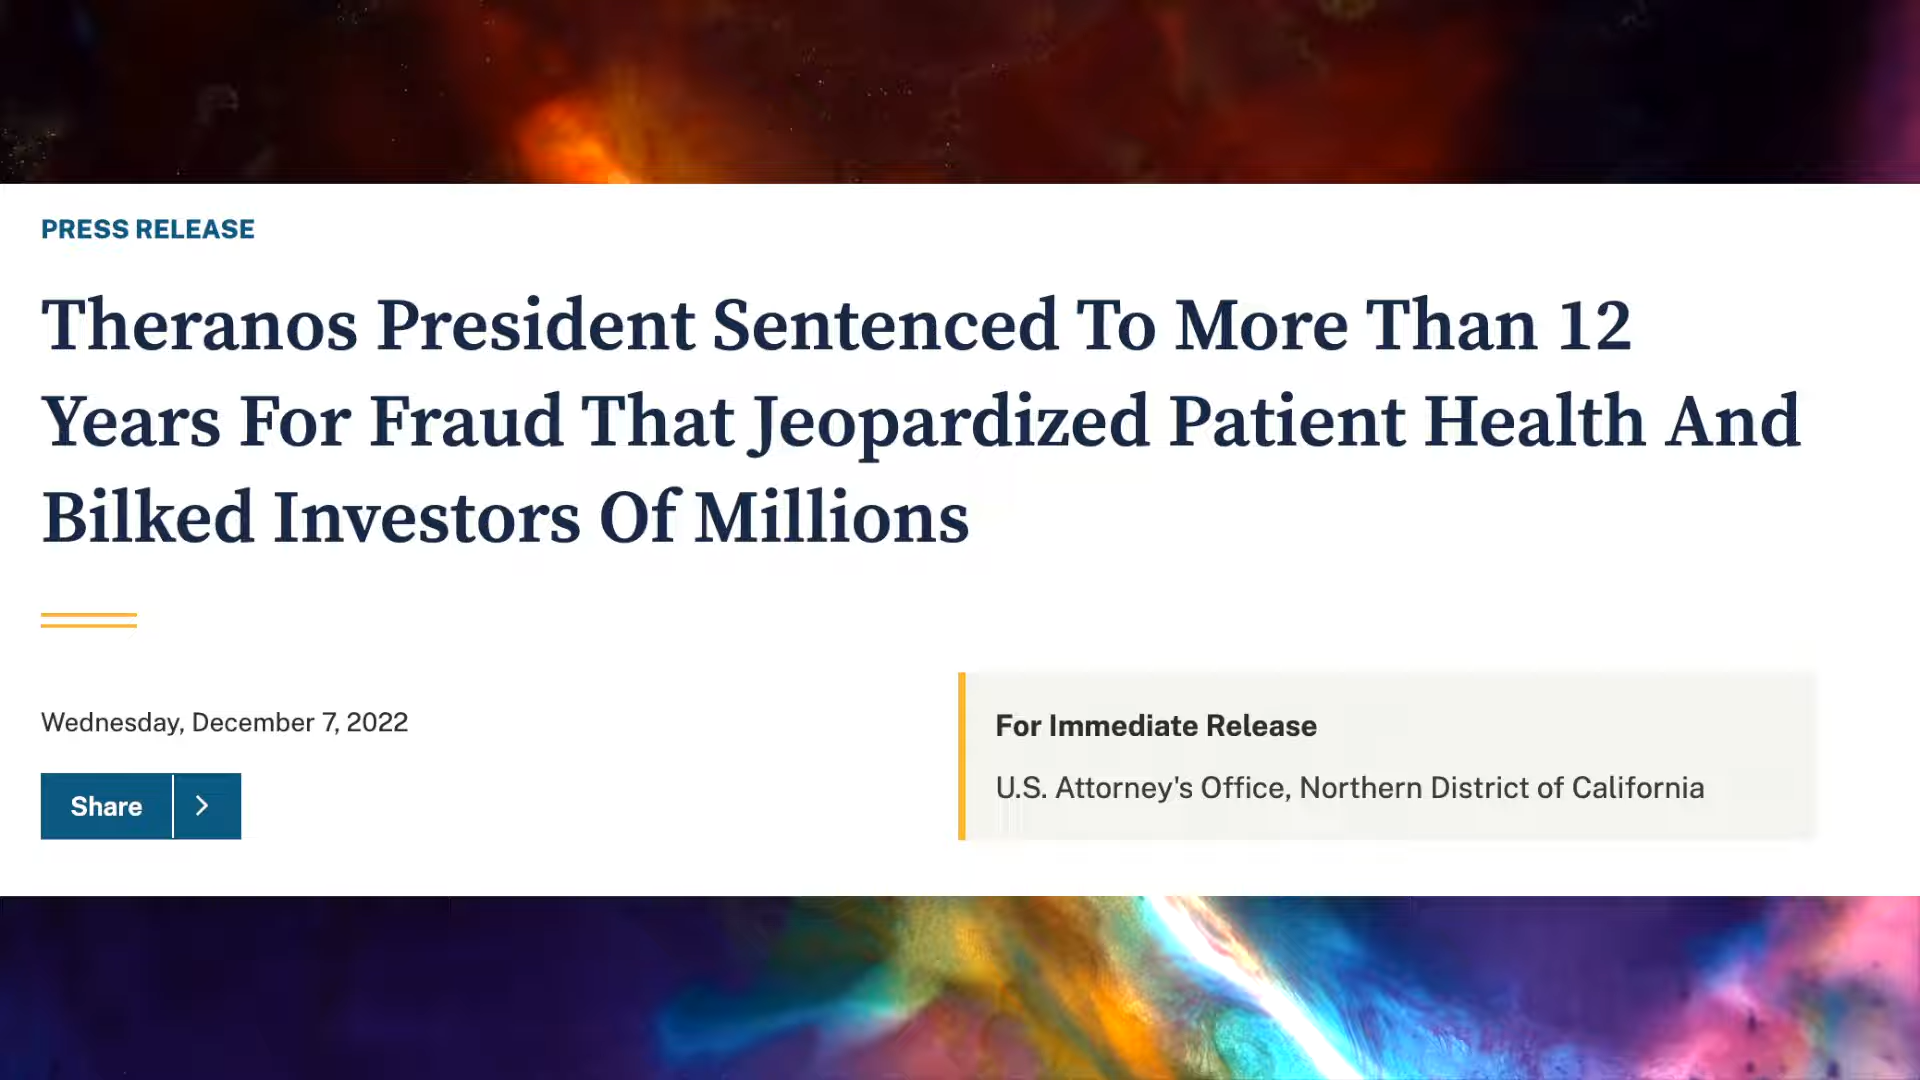 PRESS RELEASE
Theranos President Sentenced To More Than 12
Years For Fraud That Jeopardized Patient Health And
Bilked Investors Of Millions
Wednesday, December 7, 2022
Share
For Immediate Release
U.S. Attorney's Office, Northern District of California